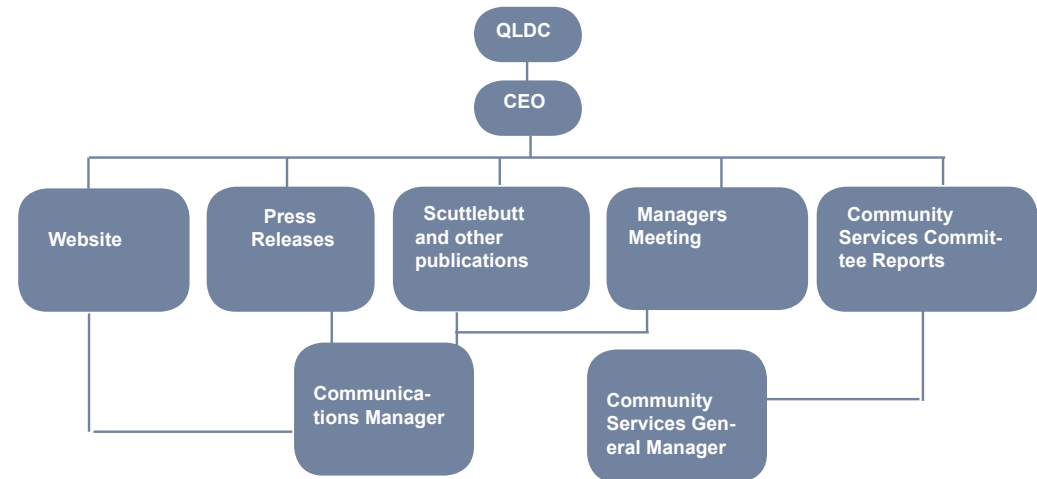 QLDC
CEO
Website
Press
Releases
Scuttlebutt
and other
publications
Managers
Meeting
Community
Services Commit-
tee Reports
Communica-
tions Manager
Community
Services Gen-
eral Manager